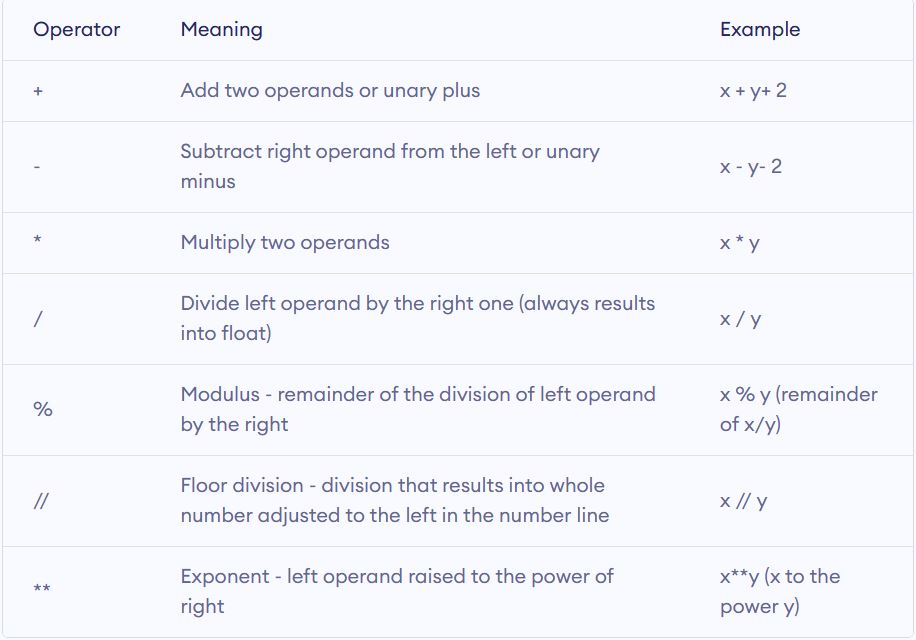 Operator Meaning Example
+ Add two operands or unary plus x + y+ 2
- Subtract right operand from the left or unary
minus x - y- 2
* Multiply two operands x * y
/ Divide left operand by the right one (always results
into float) x / y
% Modulus - remainder of the division of left operand
by the right x % y (remainder
of x/y)
// Floor division - division that results into whole
number adjusted to the left in the number line x // y
** Exponent - left operand raised to the power of
right x**y (x to the
power y)